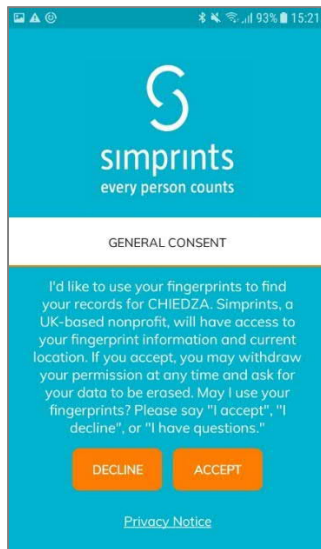 93% 15:21
simprints
every person counts
GENERAL CONSENT
I'd like to use your fingerprints to find
your records for CHIEDZA. Simprints, a
UK-based nonprofit, will have access to
your fingerprint information and current
location. If you accept, you may withdraw
your permission at any time and ask for
your data to be erased. May I use your
fingerprints? Please say "I accept", "I
decline", or "I have questions."
DECLINE ACCEPT
Privacy Notice